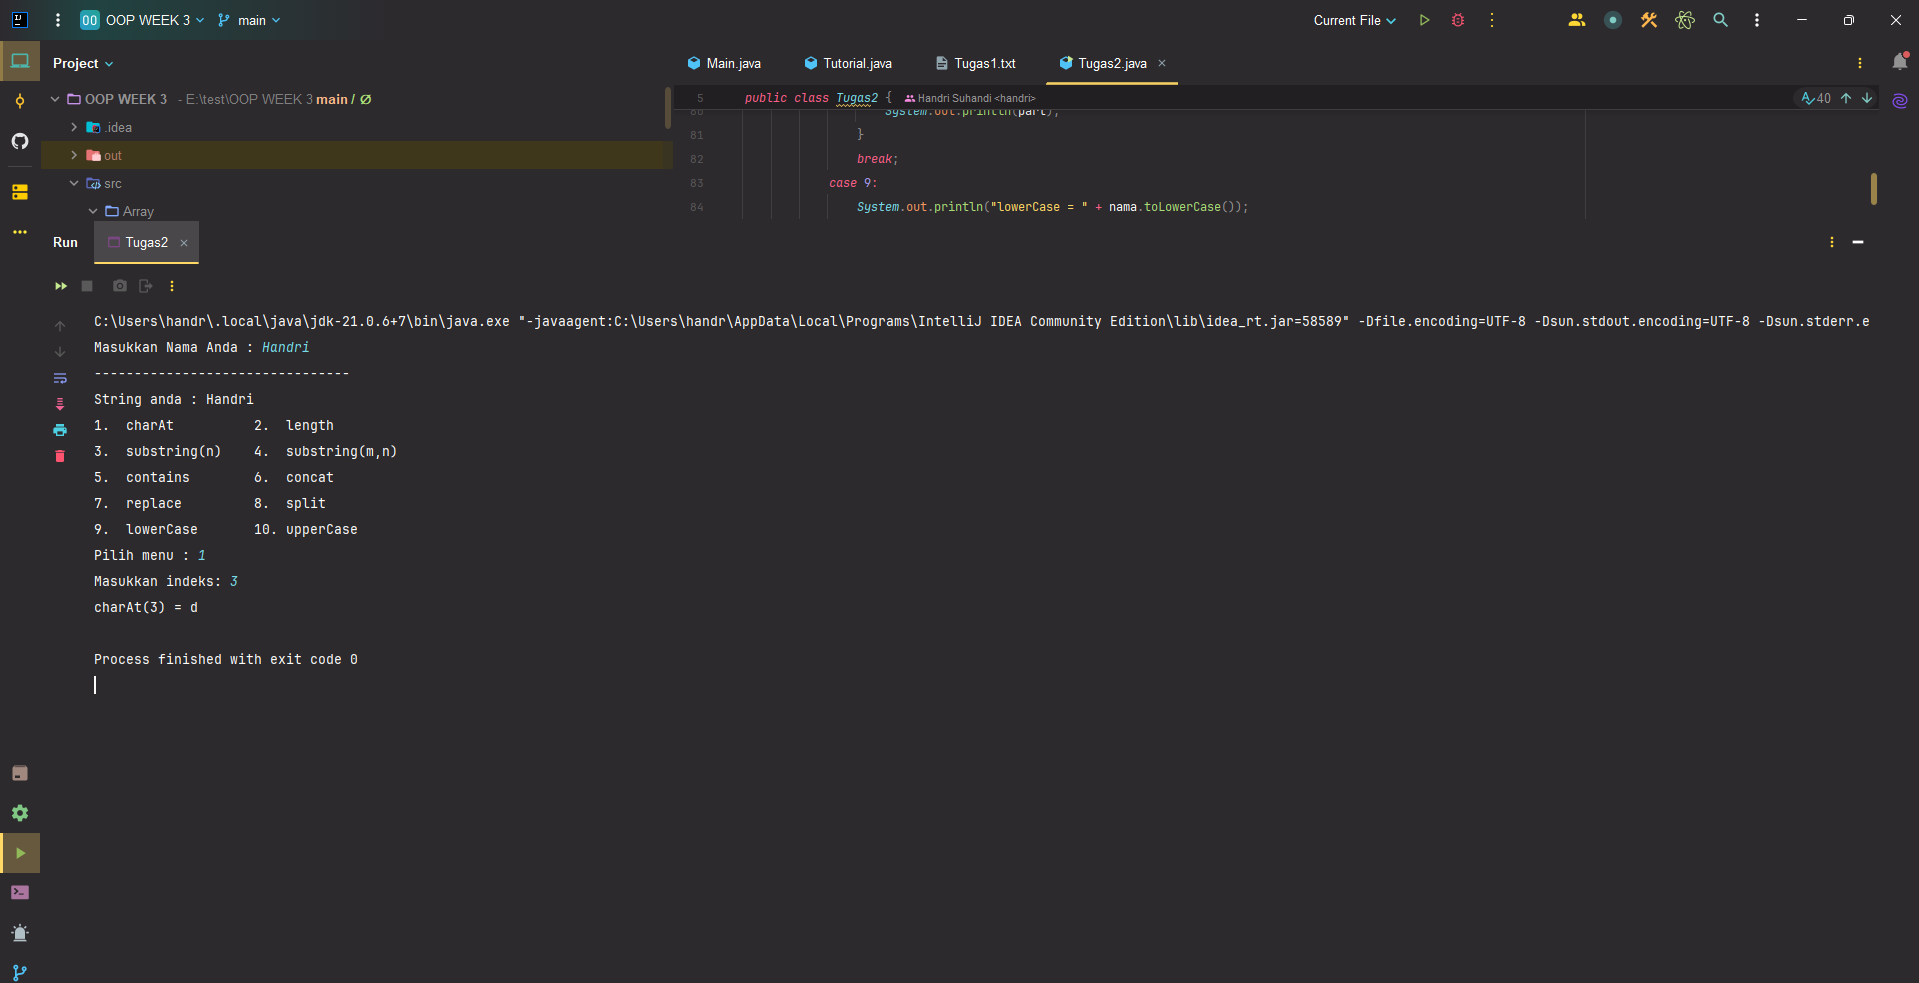 OO OOP WEEK 3 main Current File
Project
Main.java Tutorial.java Tugas1.txt Tugas2.java
OOP WEEK 3 - E:\test\OOP WEEK 3 main / Ø
.idea
out
src
Array
5 public class Tugas2 { Handri Suhandi <handri> 40
80 System.out.println(part);
81 }
82 break;
83 case 9:
84 System.out.println("lowerCase = " + nama.toLowerCase());
Run Tugas2
C:\Users\handr\.local\java\jdk-21.0.6+7\bin\java.exe "-javaagent:C:\Users\handr\AppData\Local\Programs\IntelliJ IDEA Community Edition\lib\idea_rt.jar=58589" -Dfile.encoding=UTF-8 -Dsun.stdout.encoding=UTF-8 -Dsun.stderr.e
Masukkan Nama Anda : Handri
--------------------------------
String anda : Handri
1.  charAt          2.  length
3.  substring(n)    4.  substring(m,n)
5.  contains        6.  concat
7.  replace         8.  split
9.  lowerCase       10. upperCase
Pilih menu : 1
Masukkan indeks: 3
charAt(3) = d
Process finished with exit code 0